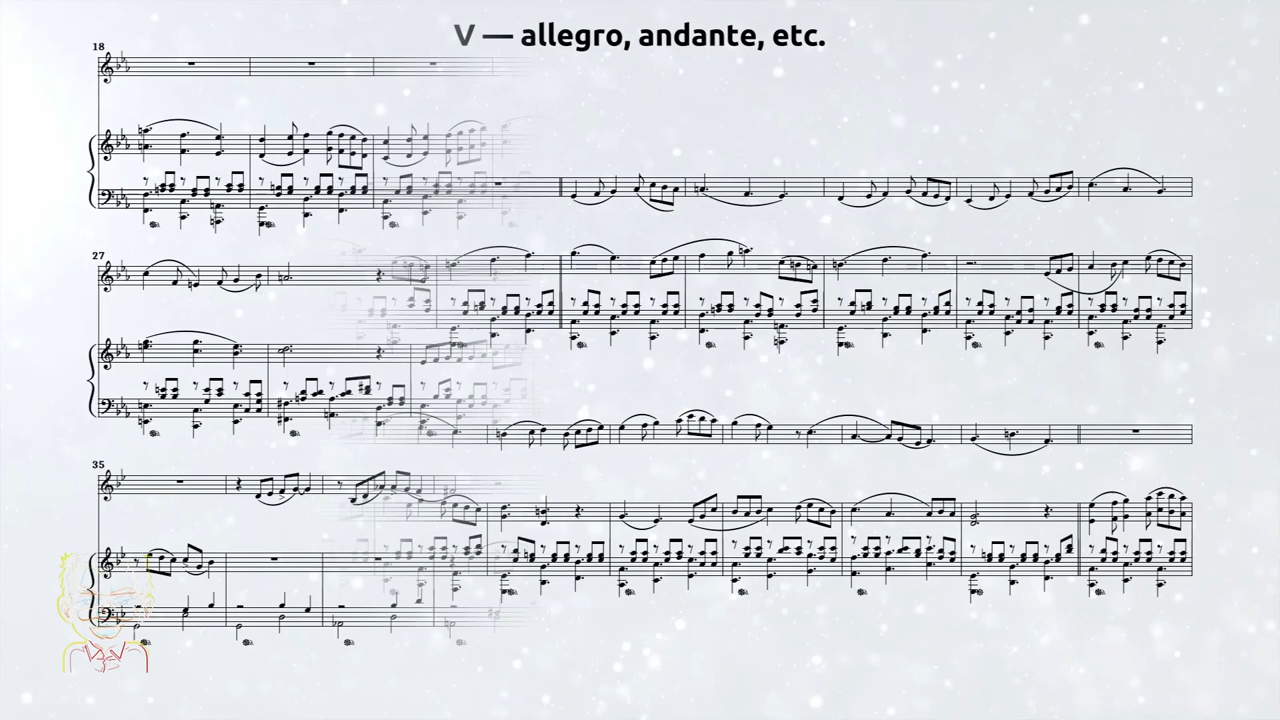 V — allegro, andante, etc.
18
27
35